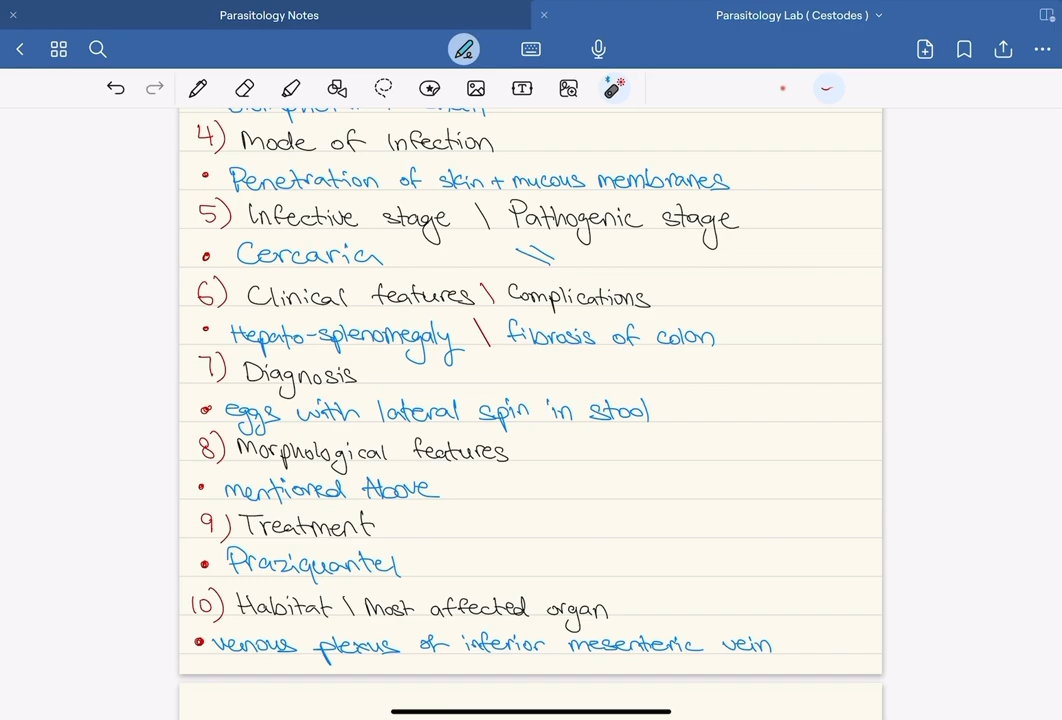 Parasitology Notes
Parasitology Lab ( Cestodes )
4) Mode of Infection
• Penetration of skin + mucous membranes
5) Infective stage \ Pathogenic stage
• Cercaria \\
6) Clinical features \ Complications
• Hepato-splenomegaly \ fibrosis of colon
7) Diagnosis
• eggs with lateral spin in stool
8) Morphological features
• mentioned Above
9) Treatment
• Praziquantel
10) Habitat \ Most affected organ
• venous plexus of inferior mesenteric vein